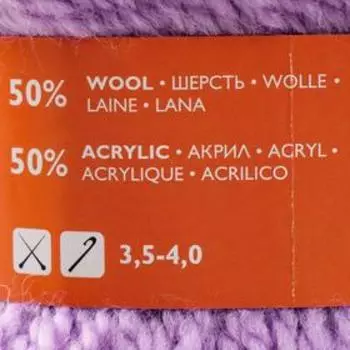 50% WOOL • ШЕРСТЬ • WOLLE •
LAINE • LANA
50% ACRYLIC • АКРИЛ • ACRYL •
ACRYLIQUE • ACRILICO
3,5-4,0